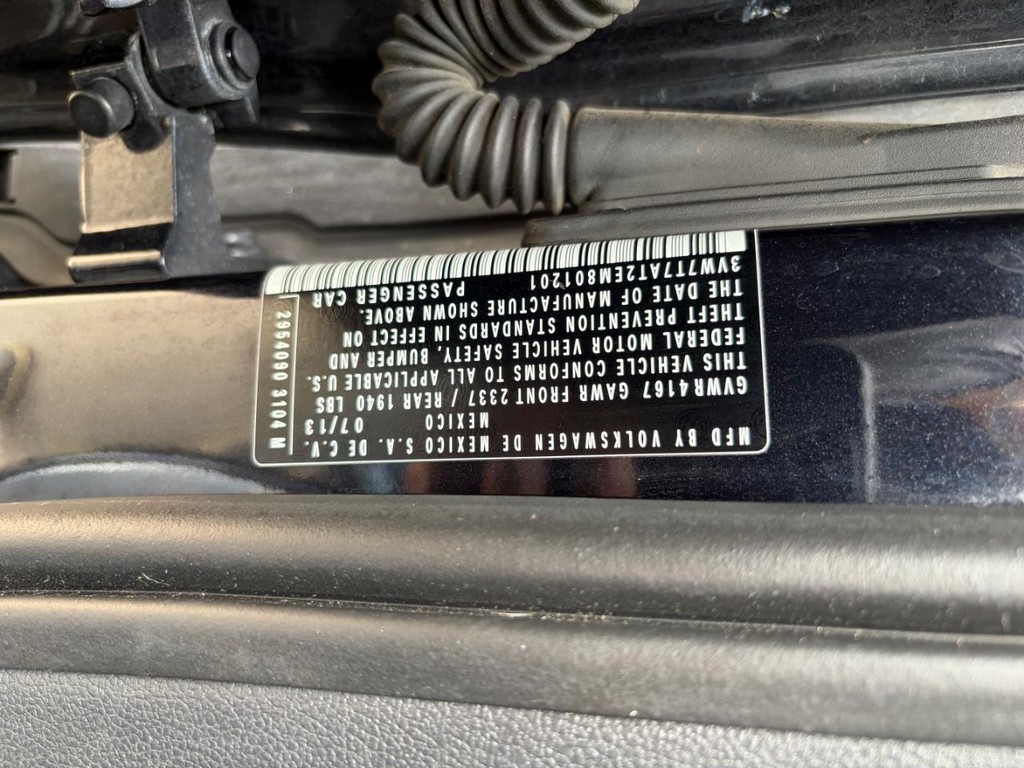 MFD BY VOLKSWAGEN DE MEXICO S.A. DE C.V.
MEXICO 07/13
GVWR 4167 GAWR FRONT 2337 / REAR 1940 LBS
THIS VEHICLE CONFORMS TO ALL APPLICABLE U.S.
FEDERAL MOTOR VEHICLE SAFETY, BUMPER AND
THEFT PREVENTION STANDARDS IN EFFECT ON
THE DATE OF MANUFACTURE SHOWN ABOVE.
3VW7T7AT2EM801201 PASSENGER CAR
2954090 3104 M